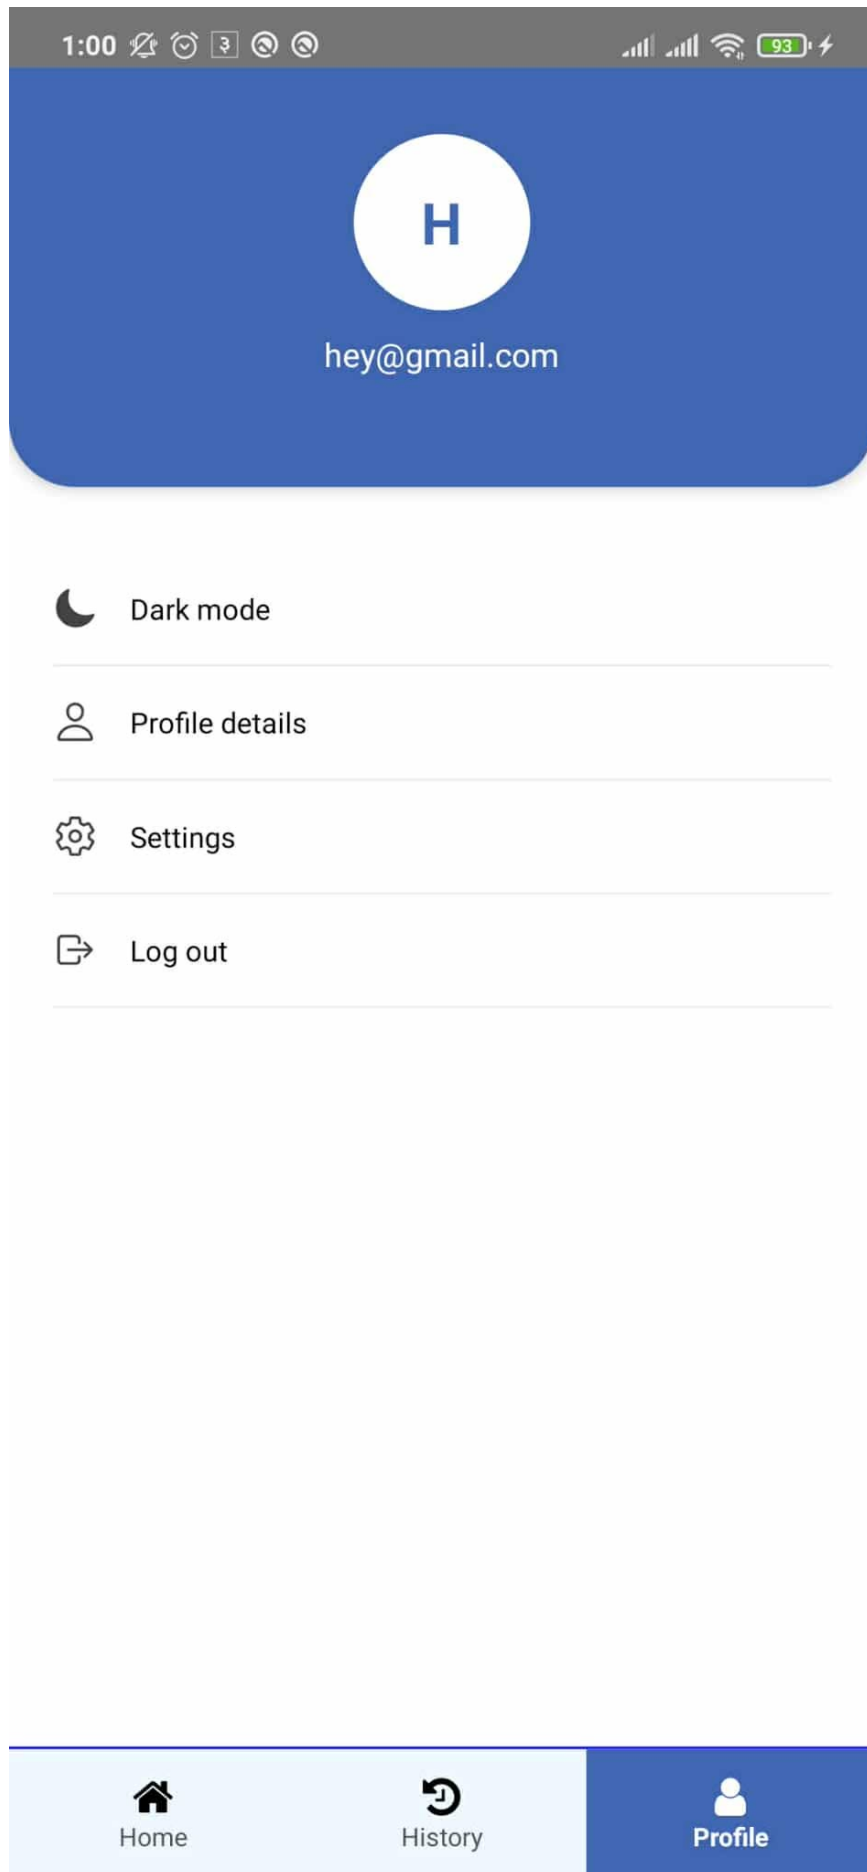 1:00 93
H
hey@gmail.com
Dark mode
Profile details
Settings
Log out
Home History Profile